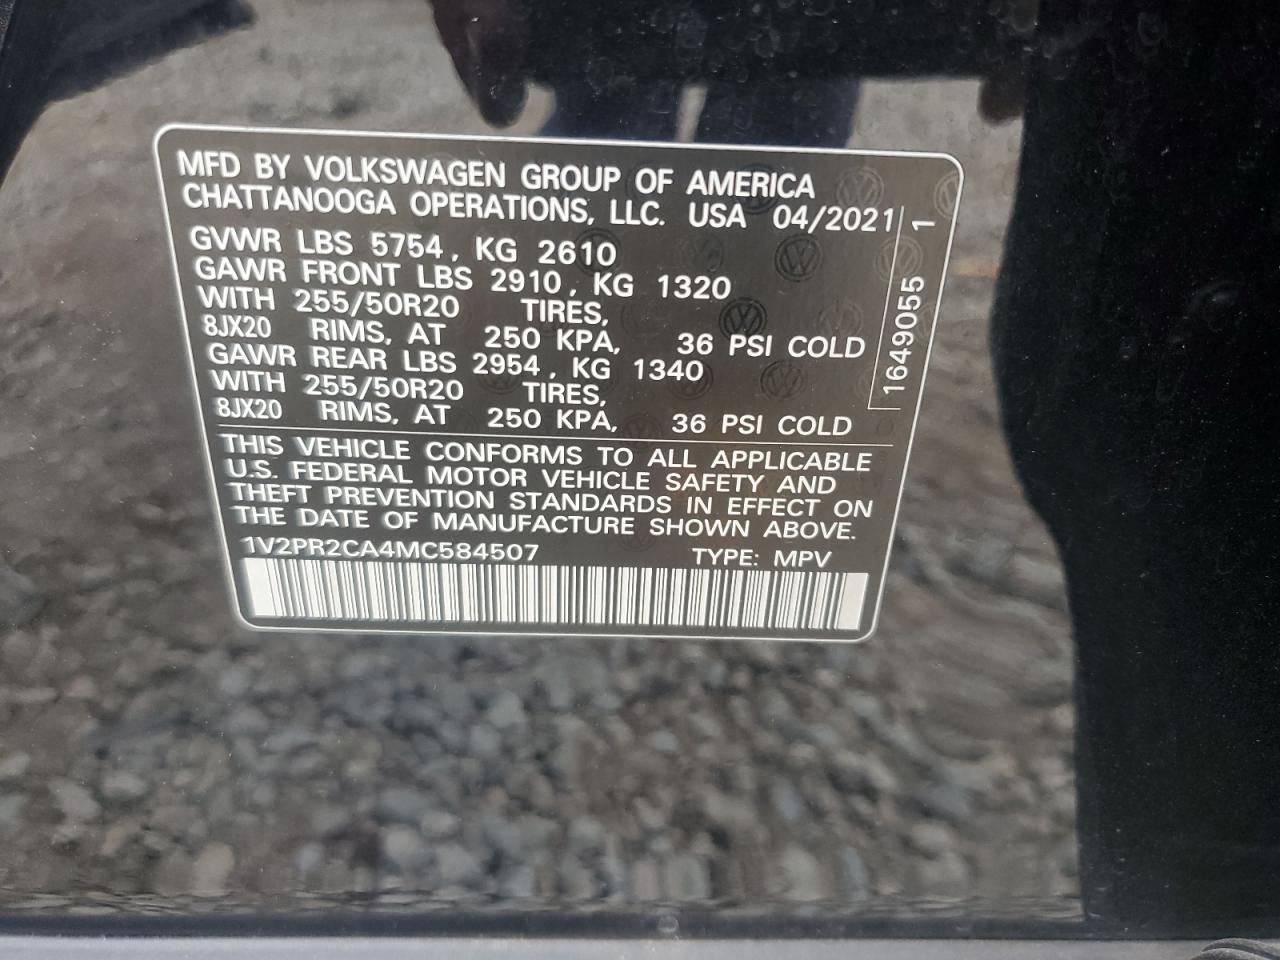 MFD BY VOLKSWAGEN GROUP OF AMERICA
CHATTANOOGA OPERATIONS, LLC. USA 04/2021
GVWR LBS 5754, KG 2610
GAWR FRONT LBS 2910, KG 1320
WITH 255/50R20 TIRES,
8JX20 RIMS, AT 250 KPA, 36 PSI COLD
GAWR REAR LBS 2954, KG 1340
WITH 255/50R20 TIRES,
8JX20 RIMS, AT 250 KPA, 36 PSI COLD
1649055 1
THIS VEHICLE CONFORMS TO ALL APPLICABLE
U.S. FEDERAL MOTOR VEHICLE SAFETY AND
THEFT PREVENTION STANDARDS IN EFFECT ON
THE DATE OF MANUFACTURE SHOWN ABOVE.
1V2PR2CA4MC584507 TYPE: MPV